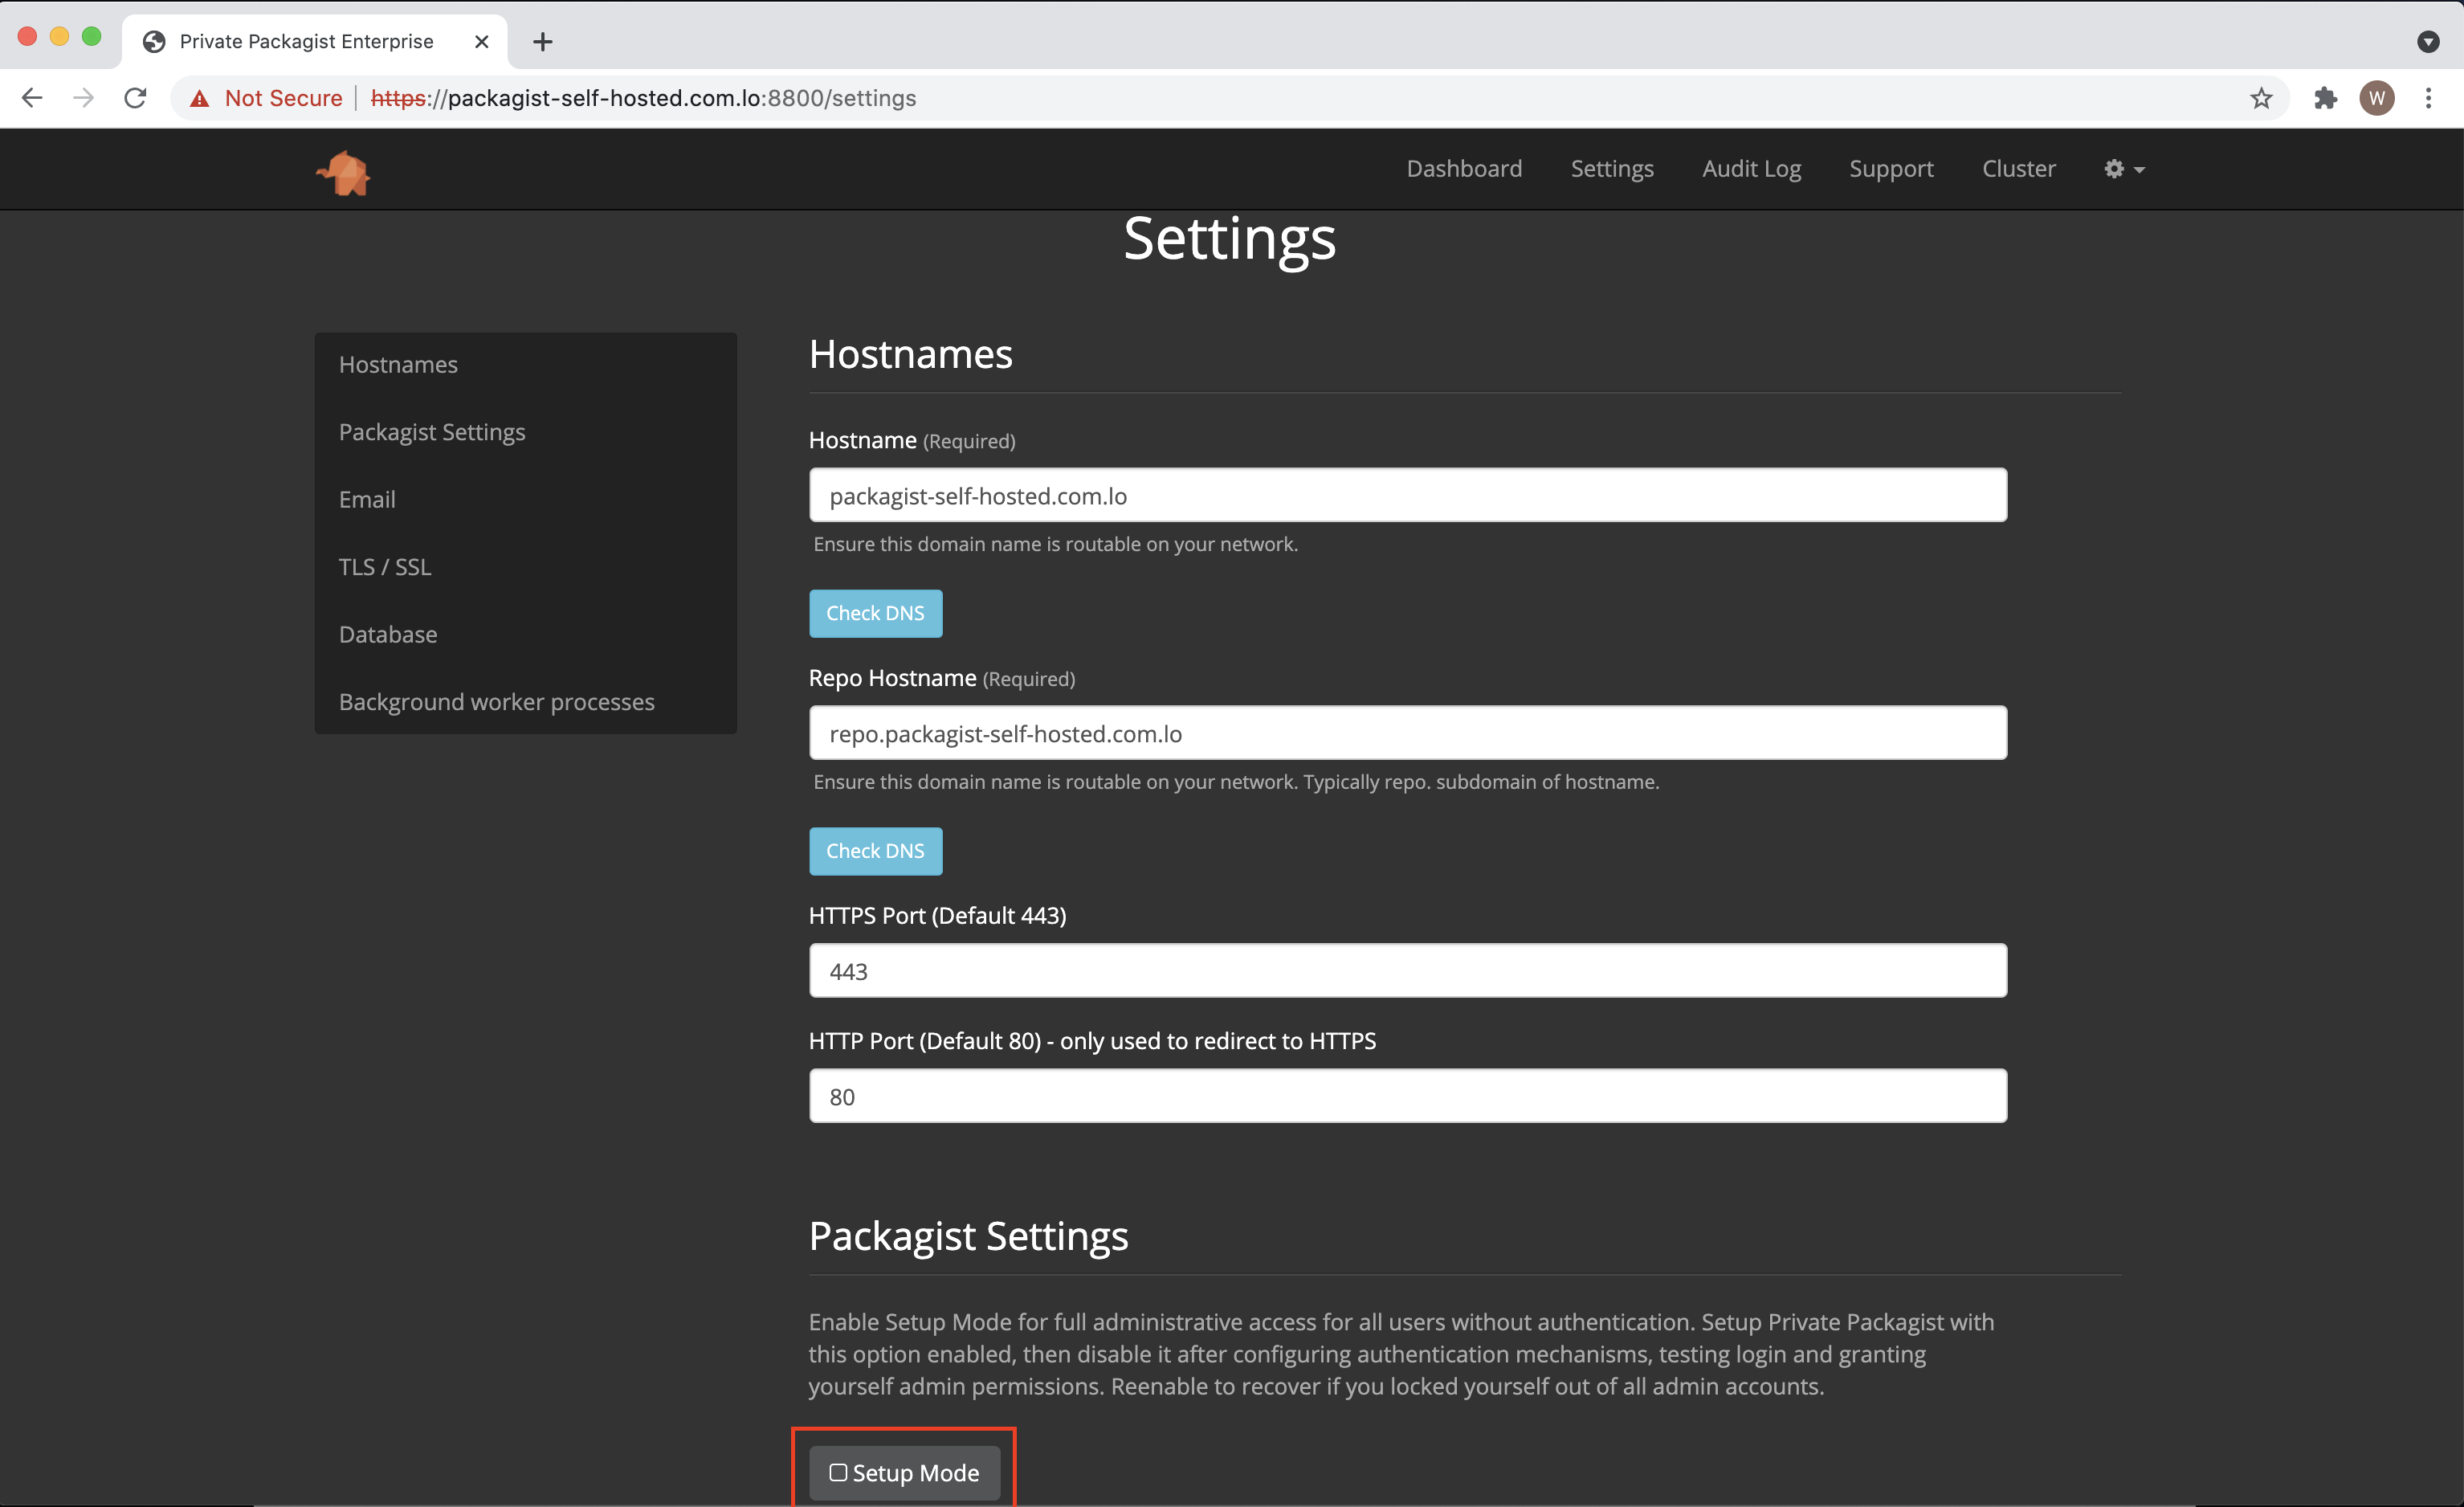 Private Packagist Enterprise
Not Secure https://packagist-self-hosted.com.lo:8800/settings
W
Dashboard Settings Audit Log Support Cluster
Settings
Hostnames
Packagist Settings
Email
TLS / SSL
Database
Background worker processes
Hostnames
Hostname (Required)
packagist-self-hosted.com.lo
Ensure this domain name is routable on your network.
Check DNS
Repo Hostname (Required)
repo.packagist-self-hosted.com.lo
Ensure this domain name is routable on your network. Typically repo. subdomain of hostname.
Check DNS
HTTPS Port (Default 443)
443
HTTP Port (Default 80) - only used to redirect to HTTPS
80
Packagist Settings
Enable Setup Mode for full administrative access for all users without authentication. Setup Private Packagist with
this option enabled, then disable it after configuring authentication mechanisms, testing login and granting
yourself admin permissions. Reenable to recover if you locked yourself out of all admin accounts.
Setup Mode